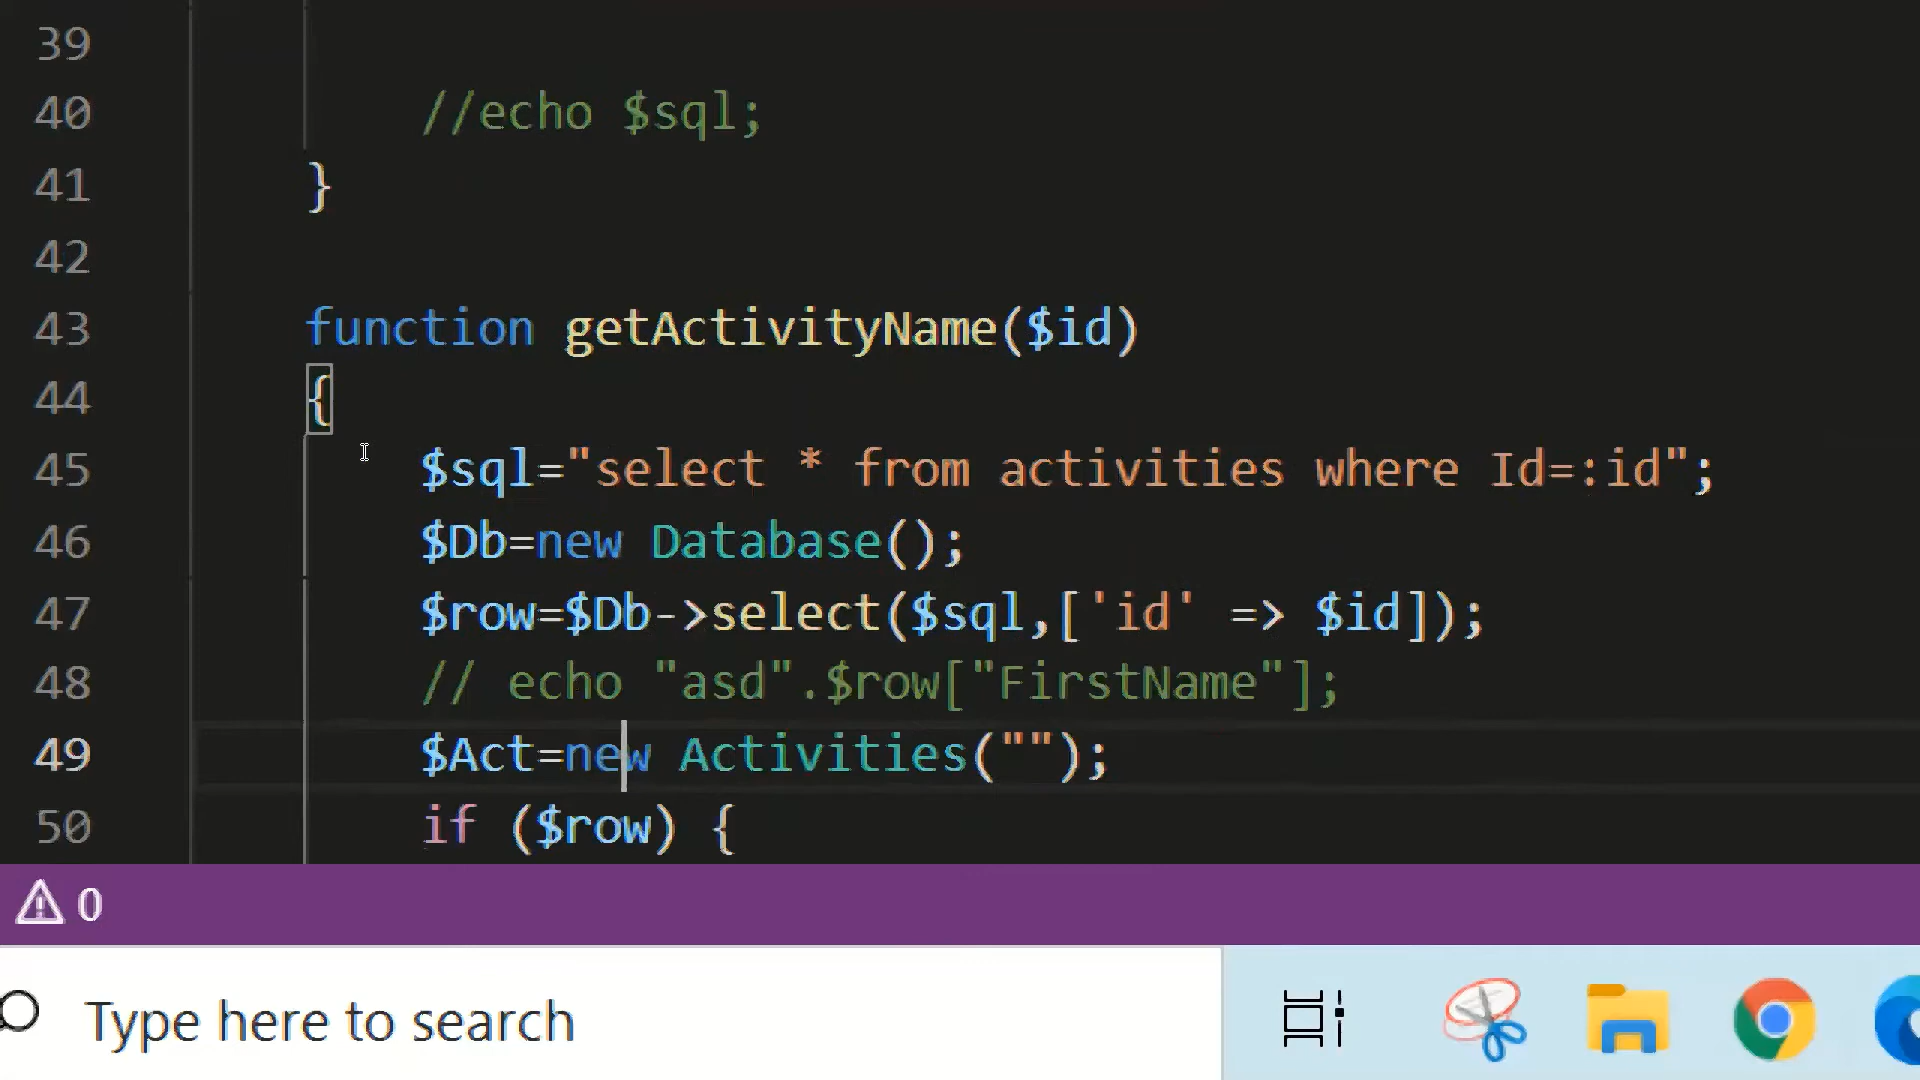 39
40 //echo $sql;
41 }
42
43 function getActivityName($id)
44 {
45 $sql="select * from activities where Id=:id";
46 $Db=new Database();
47 $row=$Db->select($sql,['id' => $id]);
48 // echo "asd".$row["FirstName"];
49 $Act=new Activities("");
50 if ($row) {
0
Type here to search